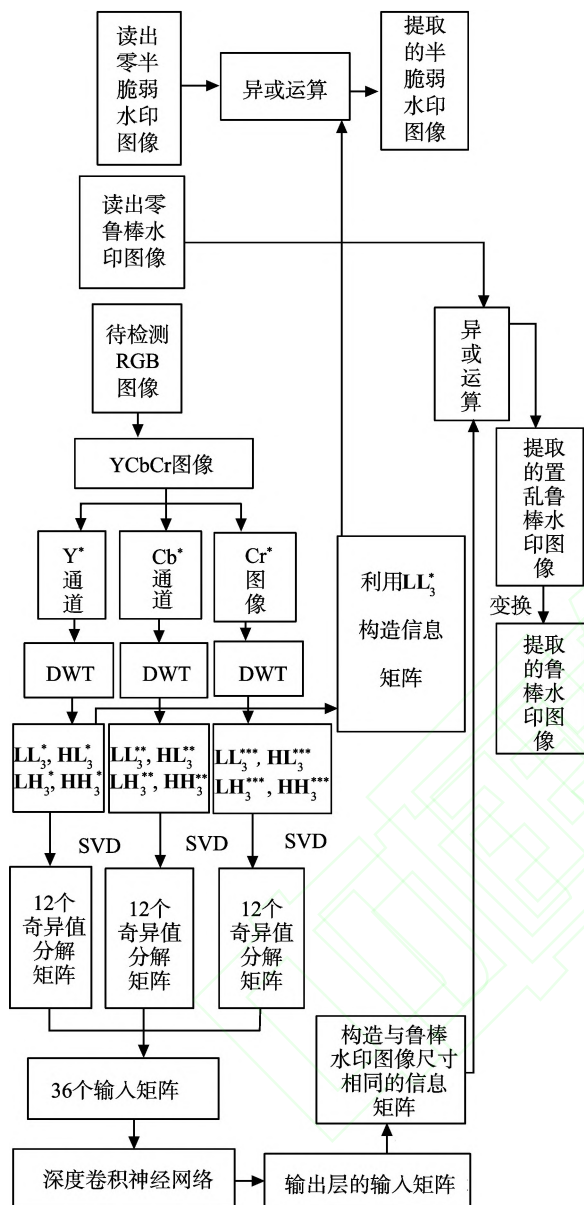 读出
零半
脆弱
水印
图像
异或运算
提取
的半
脆弱
水印
图像
读出零
鲁棒水
印图像
待检测
RGB
图像
异
或
运
算
YCbCr图像
提取
的置
乱鲁
棒水
印图像
Y*
通
道
Cb*
通
道
Cr*
图
像
利用LL₃*
构造信息
矩阵
变换
提取
的鲁
棒水
印图像
DWT
DWT
DWT
LL₃*, HL₃*
LH₃*, HH₃*
LL₃**, HL₃**
LH₃**, HH₃**
LL₃***, HL₃***
LH₃***, HH₃***
SVD
SVD
SVD
12个
奇异值
分解
矩阵
12个
奇异值
分解
矩阵
12个
奇异值
分解
矩阵
构造与鲁棒
水印图像尺寸
相同的信息
矩阵
36个输入矩阵
深度卷积神经网络
输出层的输入矩阵